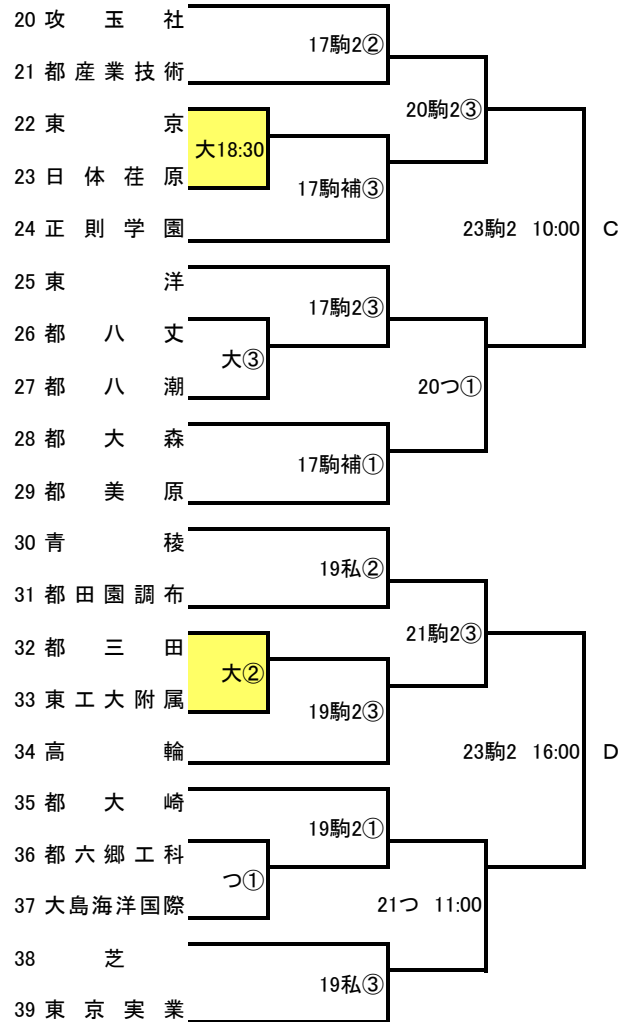 20 攻玉社
17駒2②
21 都産業技術
20駒2③
22 東京
大18:30
23 日体荏原
17駒補③
24 正則学園
23駒2 10:00 C
25 東洋
17駒2③
26 都八丈
大③
27 都八潮
20つ①
28 都大森
17駒補①
29 都美原
30 青稜
19私②
31 都田園調布
21駒2③
32 都三田
大②
33 東工大附属
19駒2③
34 高輪
23駒2 16:00 D
35 都大崎
19駒2①
36 都六郷工科
つ①
37 大島海洋国際
21つ 11:00
38 芝
19私③
39 東京実業